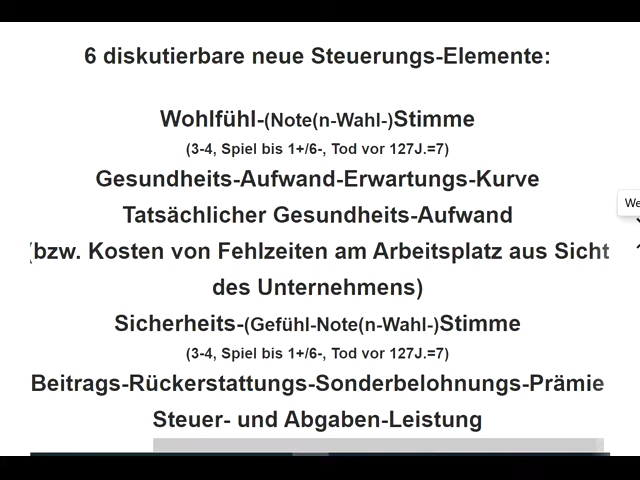 6 diskutierbare neue Steuerungs-Elemente:
Wohlfühl-(Note(n-Wahl-)Stimme
(3-4, Spiel bis 1+/6-, Tod vor 127J.=7)
Gesundheits-Aufwand-Erwartungs-Kurve
Tatsächlicher Gesundheits-Aufwand
(bzw. Kosten von Fehlzeiten am Arbeitsplatz aus Sicht
des Unternehmens)
Sicherheits-(Gefühl-Note(n-Wahl-)Stimme
(3-4, Spiel bis 1+/6-, Tod vor 127J.=7)
Beitrags-Rückerstattungs-Sonderbelohnungs-Prämie
Steuer- und Abgaben-Leistung
We